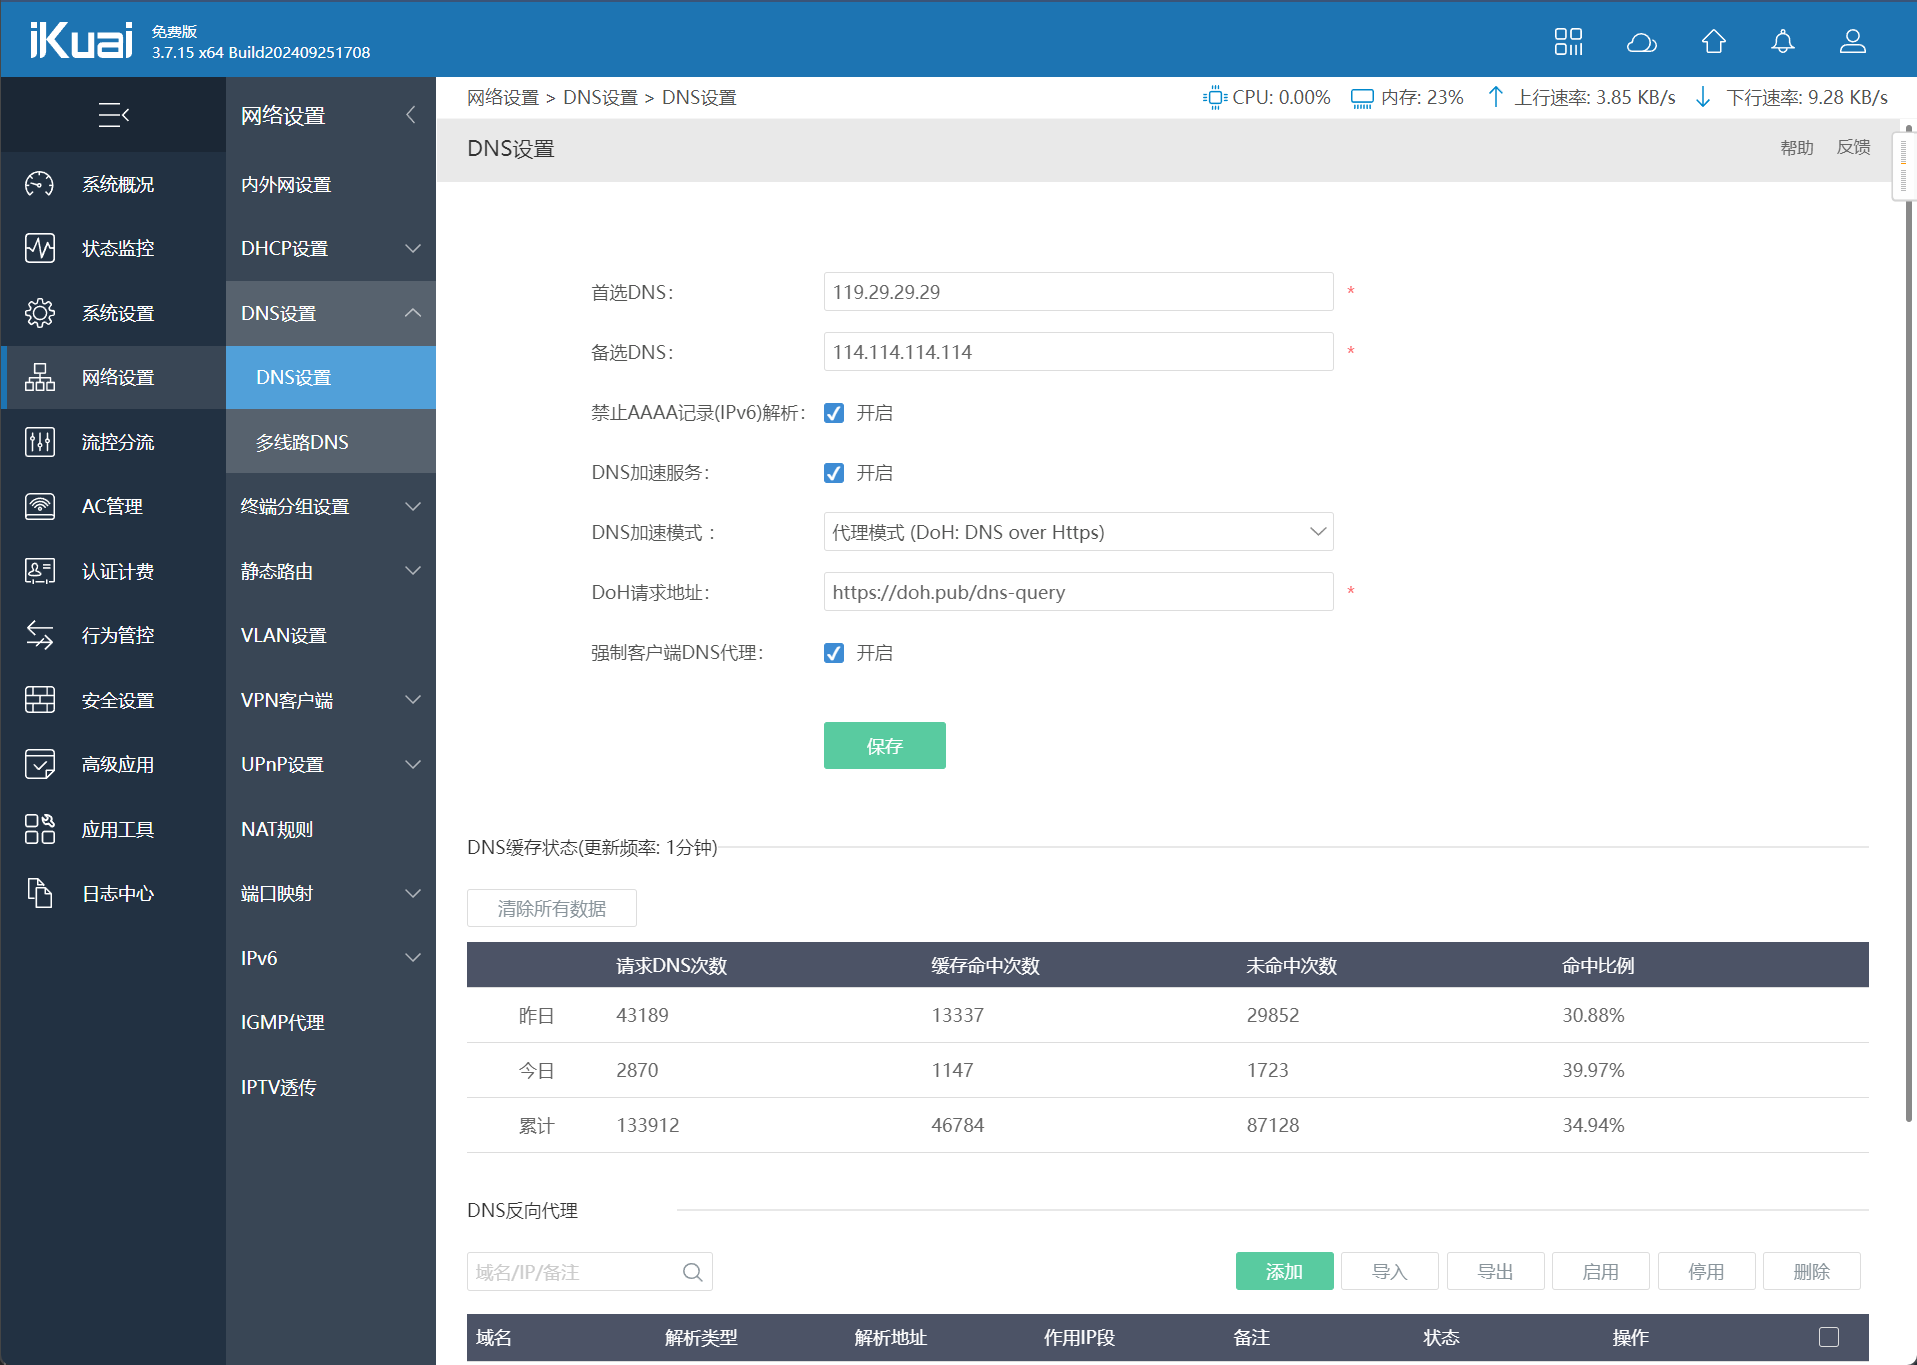 iKuai
免费版
3.7.15 x64 Build202409251708
网络设置 > DNS设置 > DNS设置
CPU: 0.00%
内存: 23%
上行速率: 3.85 KB/s
下行速率: 9.28 KB/s
系统概况
状态监控
系统设置
网络设置
流控分流
AC管理
认证计费
行为管控
安全设置
高级应用
应用工具
日志中心
网络设置
内外网设置
DHCP设置
DNS设置
DNS设置
多线路DNS
终端分组设置
静态路由
VLAN设置
VPN客户端
UPnP设置
NAT规则
端口映射
IPv6
IGMP代理
IPTV透传
DNS设置
帮助 反馈
首选DNS: 119.29.29.29 *
备选DNS: 114.114.114.114 *
禁止AAAA记录(IPv6)解析: 开启
DNS加速服务: 开启
DNS加速模式 : 代理模式 (DoH: DNS over Https)
DoH请求地址: https://doh.pub/dns-query *
强制客户端DNS代理: 开启
保存
DNS缓存状态(更新频率: 1分钟)
清除所有数据
请求DNS次数 缓存命中次数 未命中次数 命中比例
昨日 43189 13337 29852 30.88%
今日 2870 1147 1723 39.97%
累计 133912 46784 87128 34.94%
DNS反向代理
域名/IP/备注
添加 导入 导出 启用 停用 删除
域名 解析类型 解析地址 作用IP段 备注 状态 操作